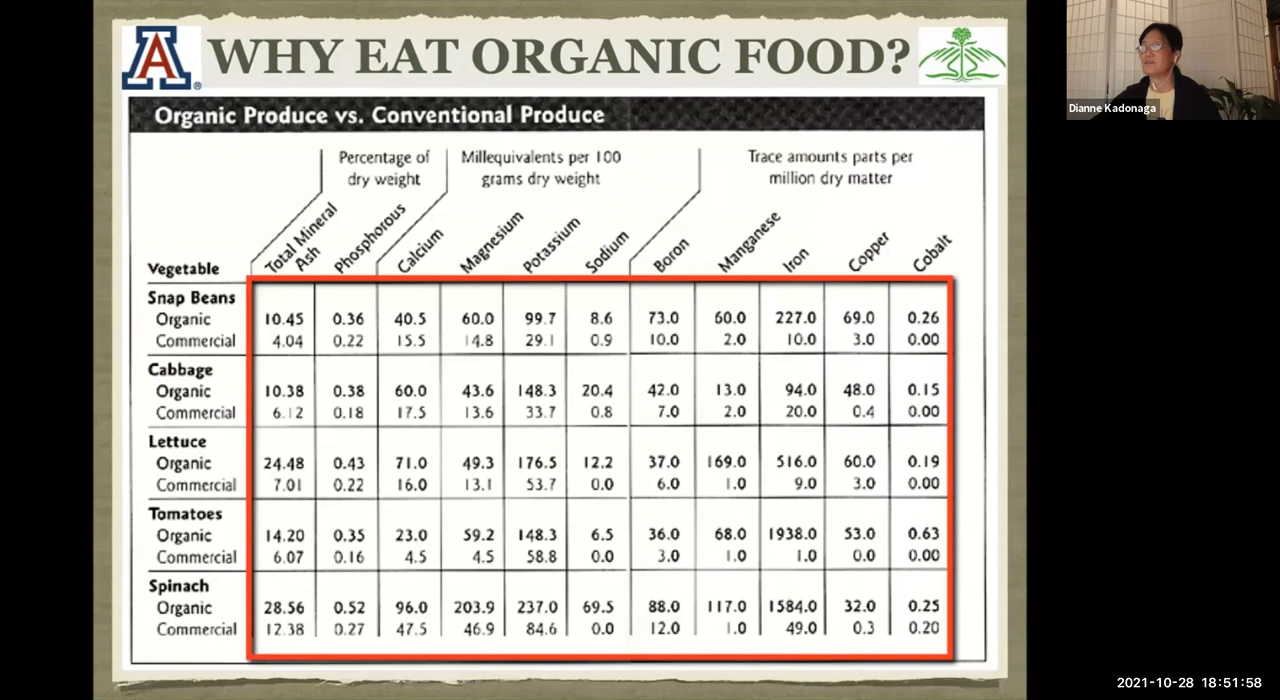 WHY EAT ORGANIC FOOD?
Dianne Kadonaga
Organic Produce vs. Conventional Produce
Percentage of dry weight
Millequivalents per 100 grams dry weight
Trace amounts parts per million dry matter
Vegetable Total Mineral Ash Phosphorous Calcium Magnesium Potassium Sodium Boron Manganese Iron Copper Cobalt
Snap Beans
Organic 10.45 0.36 40.5 60.0 99.7 8.6 73.0 60.0 227.0 69.0 0.26
Commercial 4.04 0.22 15.5 14.8 29.1 0.9 10.0 2.0 10.0 3.0 0.00
Cabbage
Organic 10.38 0.38 60.0 43.6 148.3 20.4 42.0 13.0 94.0 48.0 0.15
Commercial 6.12 0.18 17.5 13.6 33.7 0.8 7.0 2.0 20.0 0.4 0.00
Lettuce
Organic 24.48 0.43 71.0 49.3 176.5 12.2 37.0 169.0 516.0 60.0 0.19
Commercial 7.01 0.22 16.0 13.1 53.7 0.0 6.0 1.0 9.0 3.0 0.00
Tomatoes
Organic 14.20 0.35 23.0 59.2 148.3 6.5 36.0 68.0 1938.0 53.0 0.63
Commercial 6.07 0.16 4.5 4.5 58.8 0.0 3.0 1.0 1.0 0.0 0.00
Spinach
Organic 28.56 0.52 96.0 203.9 237.0 69.5 88.0 117.0 1584.0 32.0 0.25
Commercial 12.38 0.27 47.5 46.9 84.6 0.0 12.0 1.0 49.0 0.3 0.20
2021-10-28 18:51:58